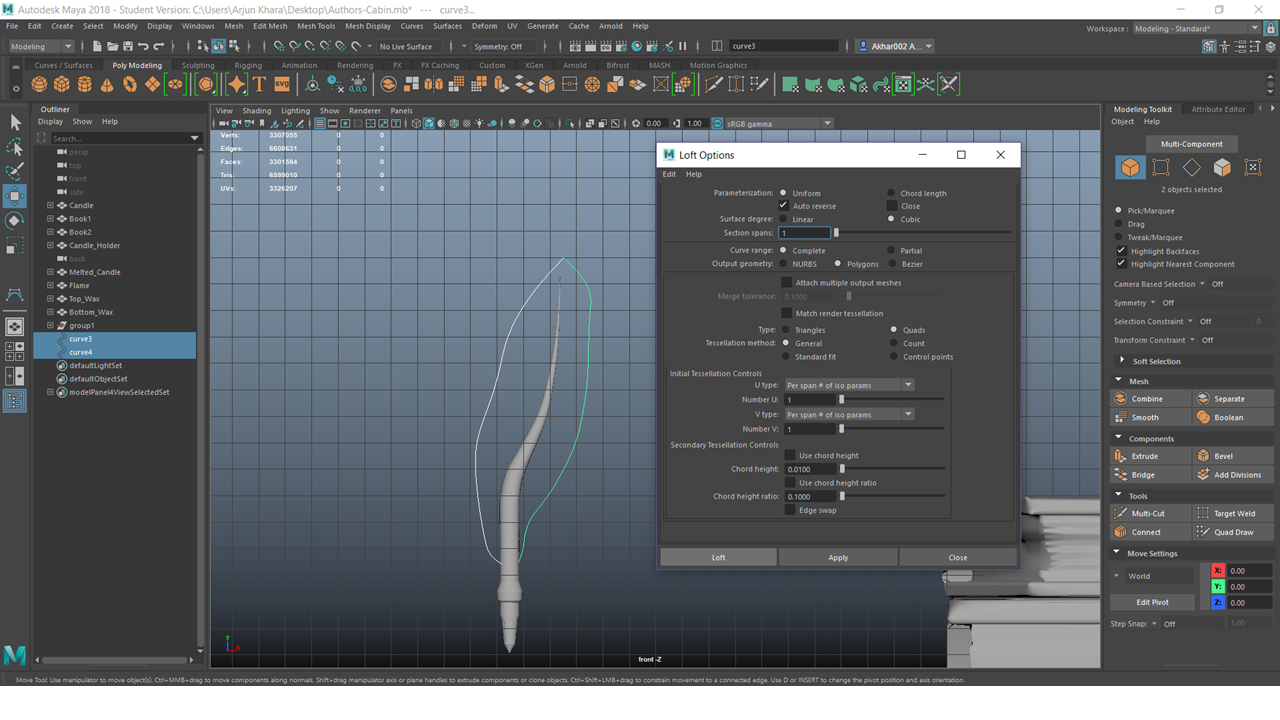 Autodesk Maya 2018 - Student Version: C:\Users\Arjun Khara\Desktop\Authors-Cabin.mb* --- curve3...
File Edit Create Select Modify Display Windows Mesh Edit Mesh Mesh Tools Mesh Display Curves Surfaces Deform UV Generate Cache Arnold Help
Workspace: Modeling - Standard*
Modeling No Live Surface Symmetry: Off curve3 Akhar002 A...
Curves / Surfaces Poly Modeling Sculpting Rigging Animation Rendering FX FX Caching Custom XGen Arnold Bifrost MASH Motion Graphics
SVG
0,0,0
Outliner
Display Show Help
Search...
persp
top
front
side
Candle
Book1
Book2
Candle_Holder
back
Melted_Candle
Flame
Top_Wax
Bottom_Wax
group1
curve3
curve4
defaultLightSet
defaultObjectSet
modelPanel4ViewSelectedSet
View Shading Lighting Show Renderer Panels
0.00 1.00 sRGB gamma
Verts: 3307055 0 0
Edges: 6608631 0 0
Faces: 3301584 0 0
Tris: 6599010 0 0
UVs: 3326207 0 0
front -Z
Loft Options
Edit Help
Parameterization: Uniform Chord length
Auto reverse Close
Surface degree: Linear Cubic
Section spans: 1
Curve range: Complete Partial
Output geometry: NURBS Polygons Bezier
Attach multiple output meshes
Merge tolerance: 0.1000
Match render tessellation
Type: Triangles Quads
Tessellation method: General Count
Standard fit Control points
Initial Tessellation Controls
U type: Per span # of iso params
Number U: 1
V type: Per span # of iso params
Number V: 1
Secondary Tessellation Controls
Use chord height
Chord height: 0.0100
Use chord height ratio
Chord height ratio: 0.1000
Edge swap
Loft Apply Close
Modeling Toolkit Attribute Editor
Object Help
Multi-Component
2 objects selected
Pick/Marquee
Drag
Tweak/Marquee
Highlight Backfaces
Highlight Nearest Component
Camera Based Selection Off
Symmetry Off
Selection Constraint Off 0
Transform Constraint Off
Soft Selection
Mesh
Combine Separate
Smooth Boolean
Components
Extrude Bevel
Bridge Add Divisions
Tools
Multi-Cut Target Weld
Connect Quad Draw
Move Settings
World
X: 0.00
Y: 0.00
Edit Pivot Z: 0.00
Step Snap: Off 1.00
Move Tool: Use manipulator to move object(s). Ctrl+MMB+drag to move components along normals. Shift+drag manipulator axis or plane handles to extrude components or clone objects. Ctrl+Shift+LMB+drag to constrain movement to a connected edge. Use D or INSERT to change the pivot position and axis orientation.